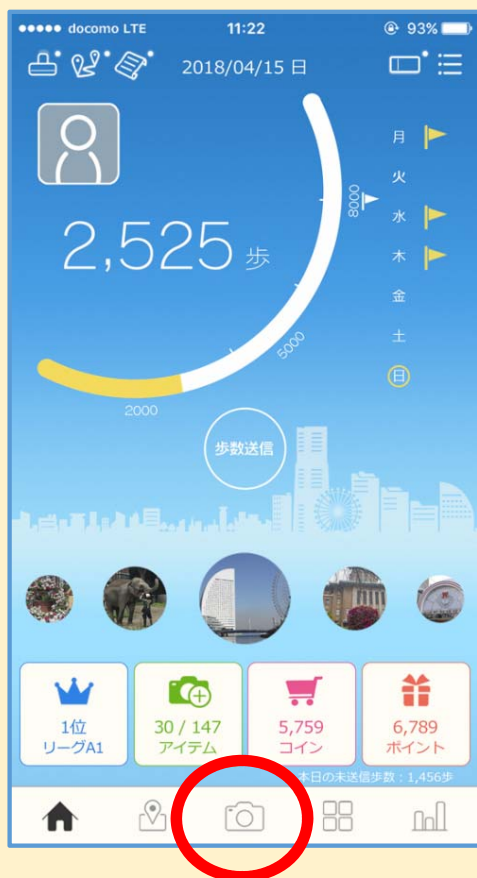 docomo LTE 11:22 93%
2018/04/15 日
月
8000
火
2,525 歩
水
木
金
5000
土
日
2000
歩数送信
1位
リーグA1
30 / 147
アイテム
5,759
コイン
6,789
ポイント
本日の未送信歩数：1,456歩